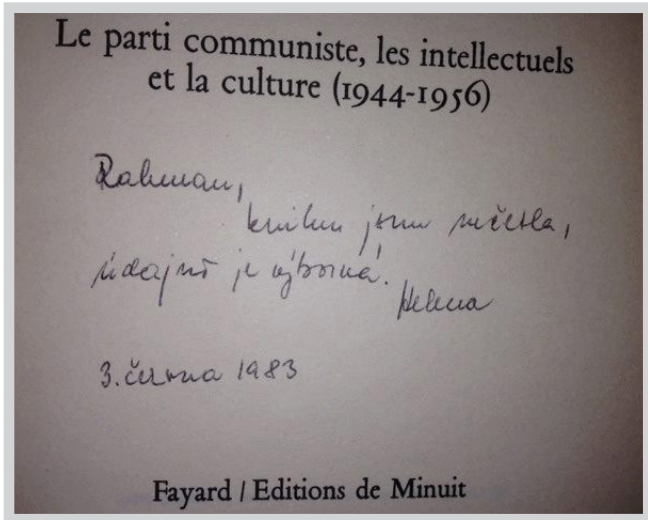 Le parti communiste, les intellectuels
et la culture (1944-1956)
Rahman,
knihu jsem nečetla,
údajně je výborná.
Helena
3. června 1983
Fayard / Editions de Minuit